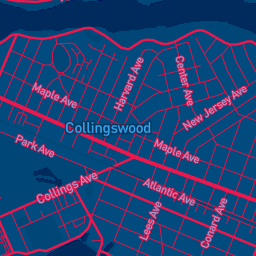 Center Ave
Harvard Ave
Maple Ave
New Jersey Ave
Collingswood
Park Ave
Maple Ave
Collings Ave
Atlantic Ave
Lees Ave
Conard Ave